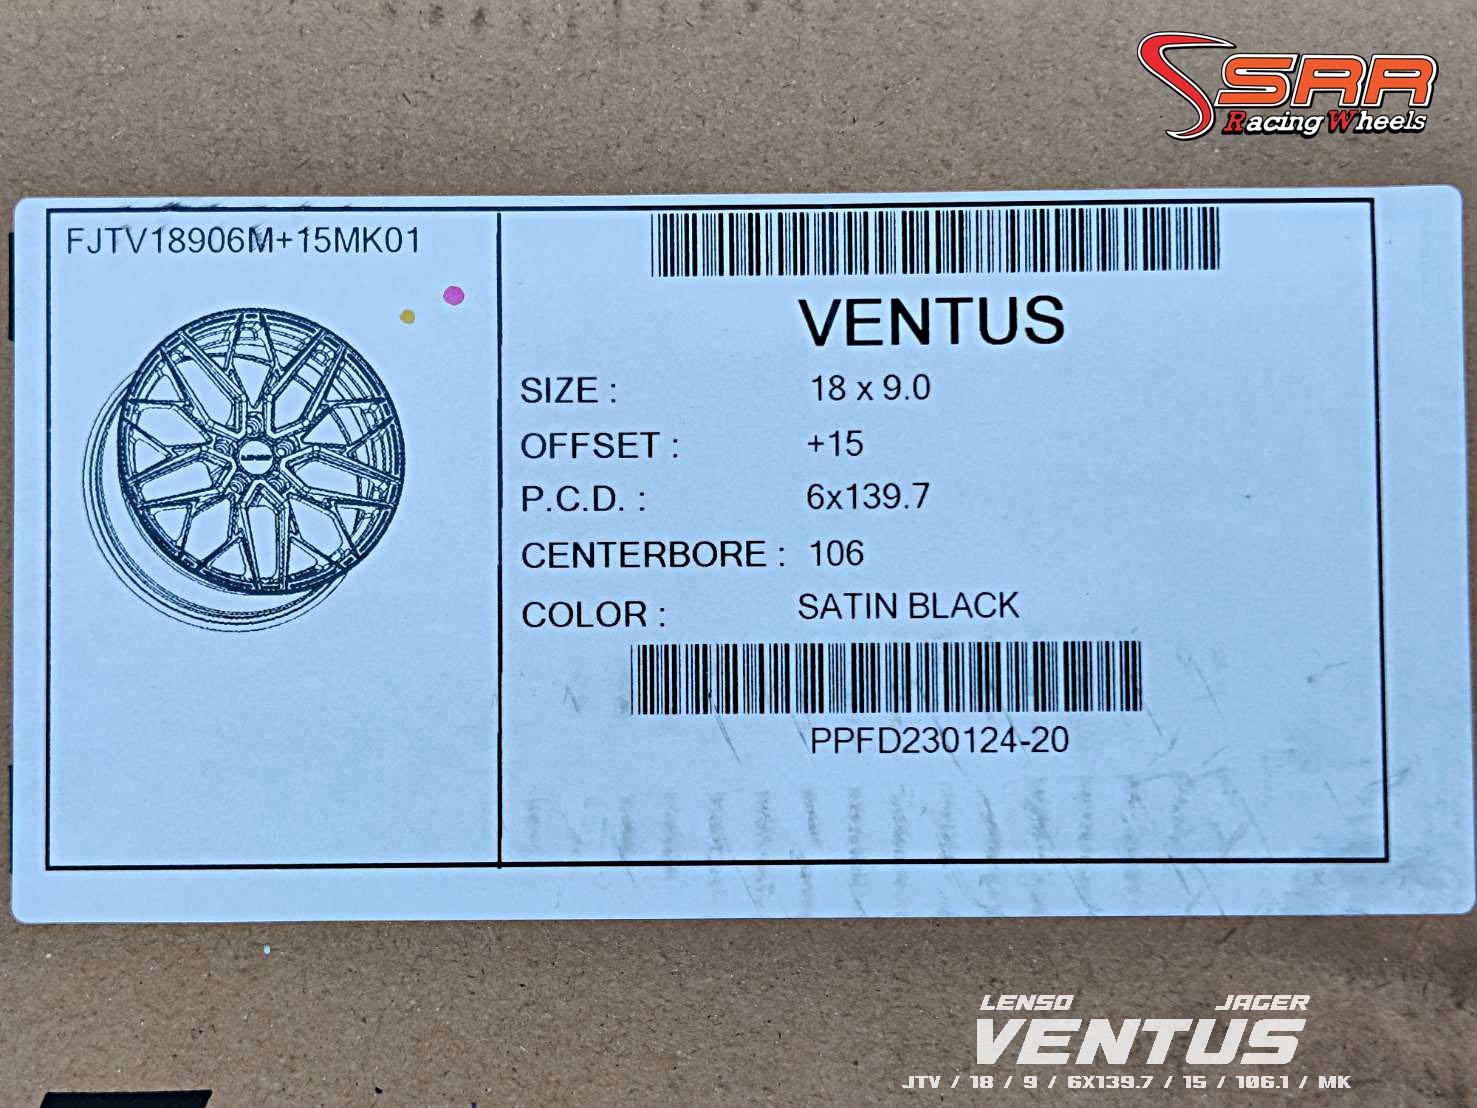 SRR
Racing Wheels
FJTV18906M+15MK01
VENTUS
SIZE : 18 x 9.0
OFFSET : +15
P.C.D. : 6x139.7
CENTERBORE : 106
COLOR : SATIN BLACK
PPFD230124-20
LENSO JAGER
VENTUS
JTV / 18 / 9 / 6X139.7 / 15 / 106.1 / MK